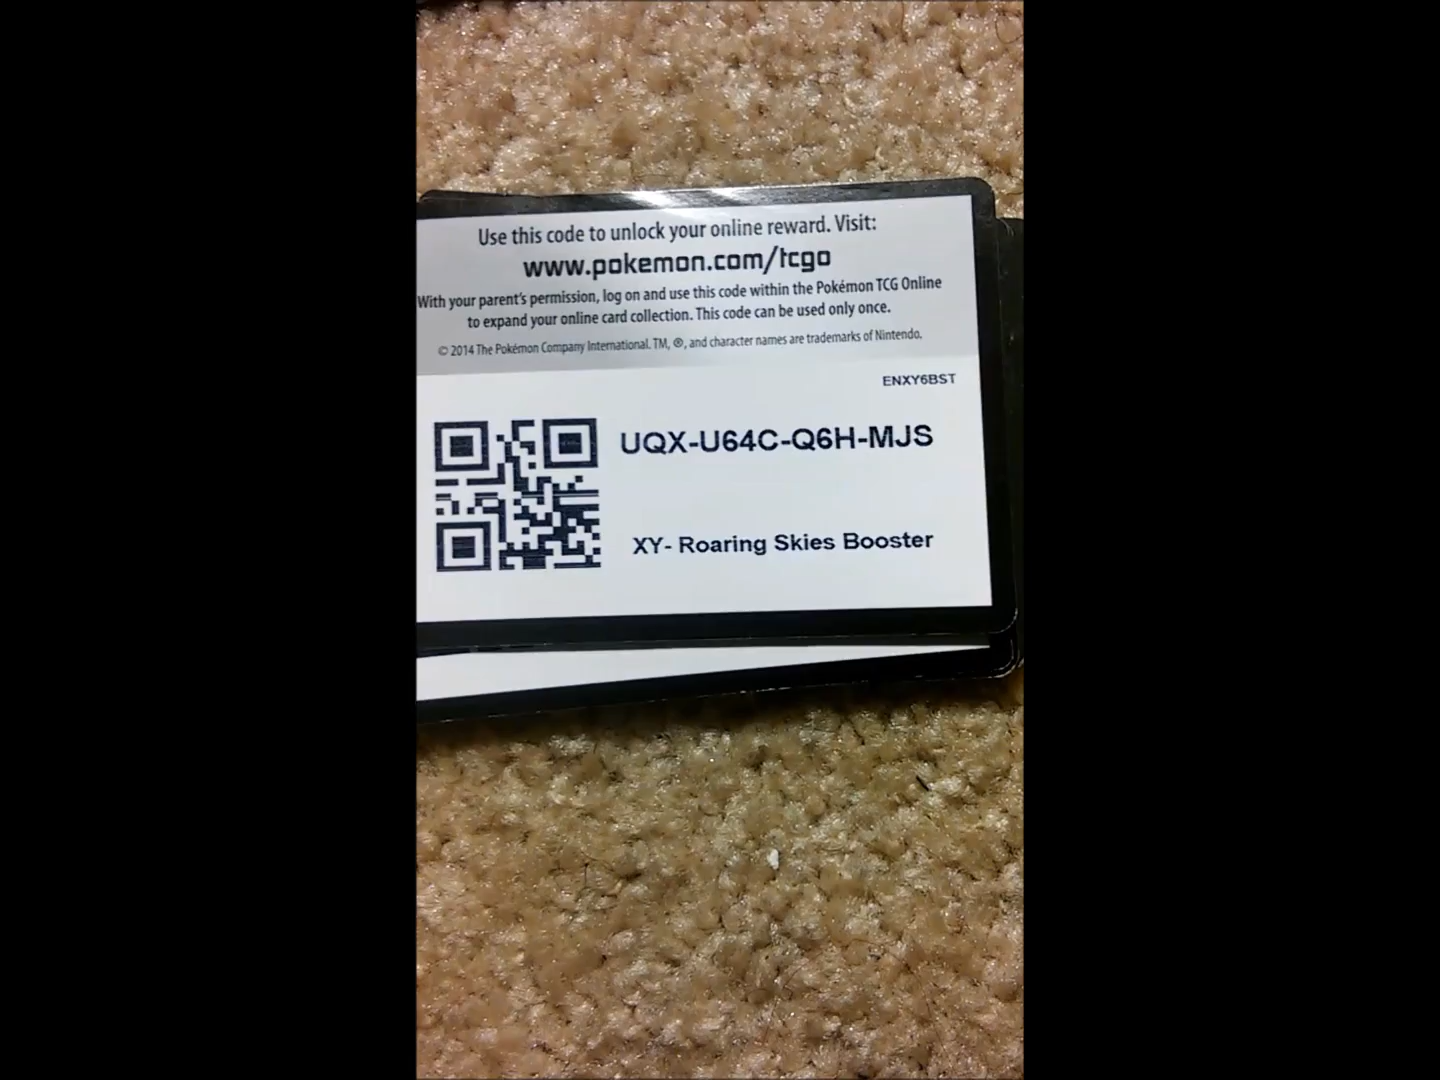 Use this code to unlock your online reward. Visit:
www.pokemon.com/tcgo
With your parent's permission, log on and use this code within the Pokémon TCG Online
to expand your online card collection. This code can be used only once.
© 2014 The Pokémon Company International. TM, ®, and character names are trademarks of Nintendo.
ENXY6BST
UQX-U64C-Q6H-MJS
XY- Roaring Skies Booster